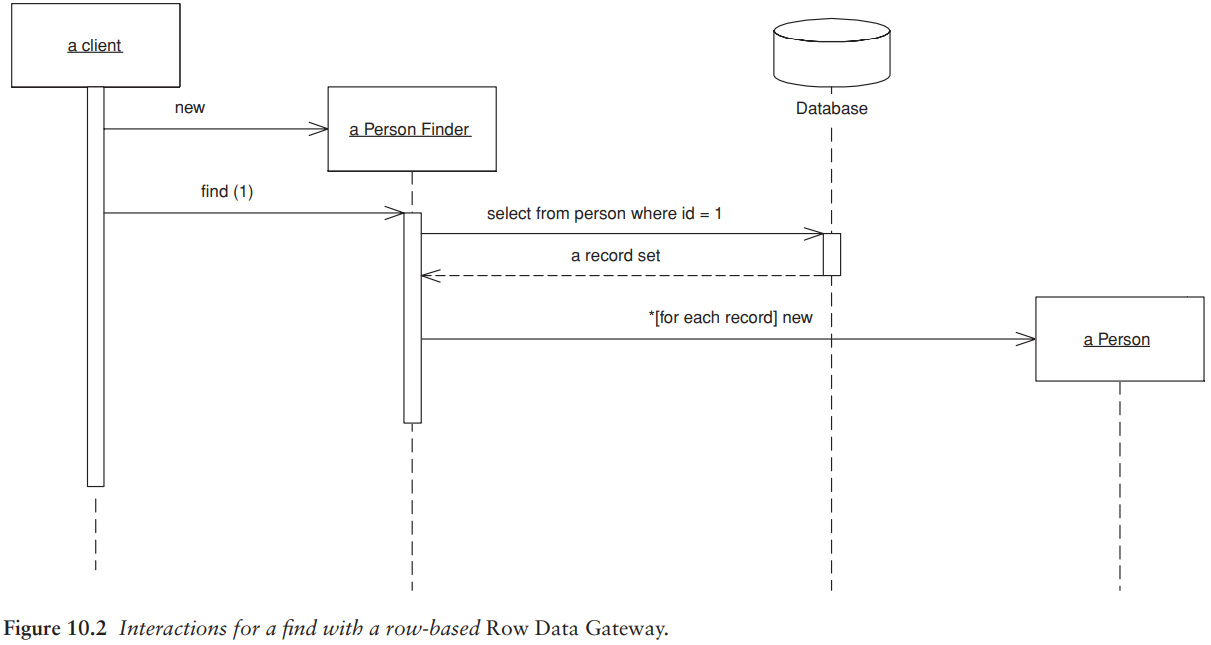 a client
new
a Person Finder
Database
find (1)
select from person where id = 1
a record set
*[for each record] new
a Person
Figure 10.2 Interactions for a find with a row-based Row Data Gateway.